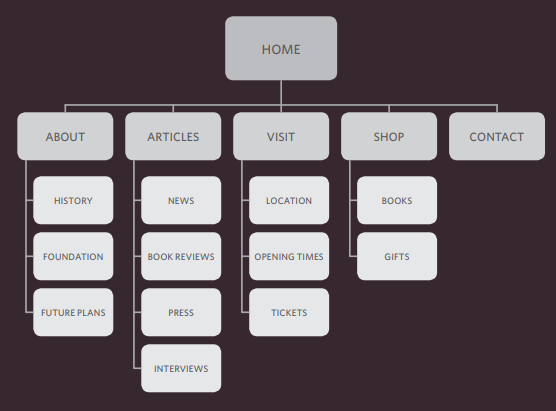 HOME
ABOUT
ARTICLES
VISIT
SHOP
CONTACT
HISTORY
NEWS
LOCATION
BOOKS
FOUNDATION
BOOK REVIEWS
OPENING TIMES
GIFTS
FUTURE PLANS
PRESS
TICKETS
INTERVIEWS